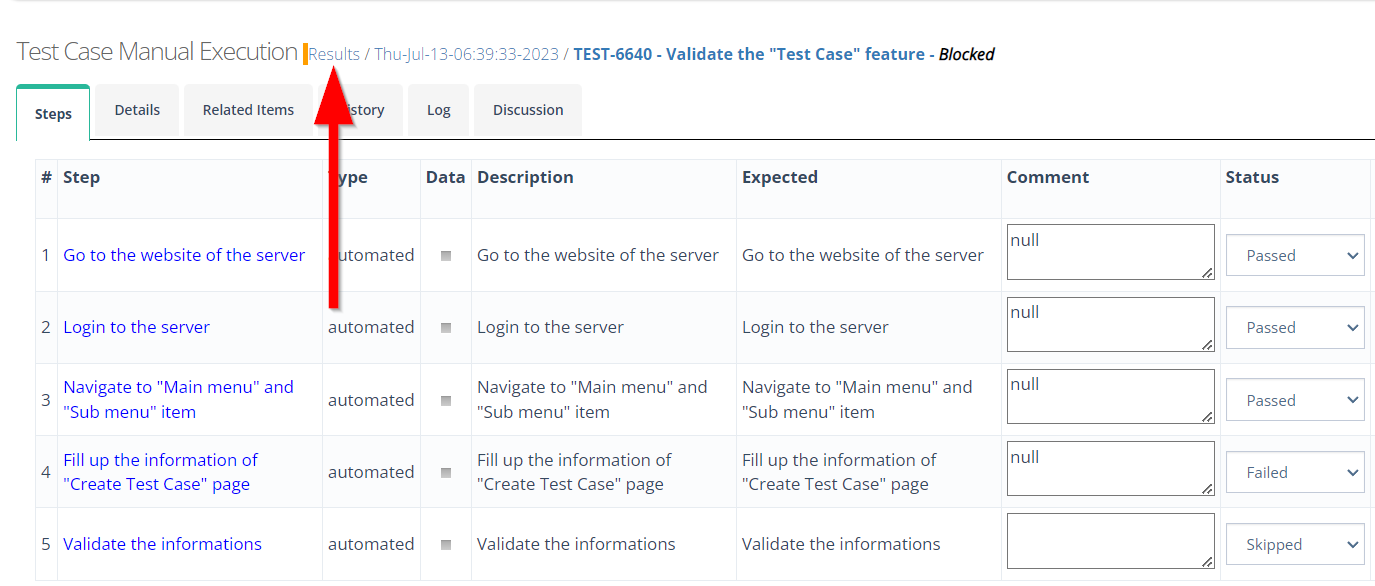 Test Case Manual Execution Results / Thu-Jul-13-06:39:33-2023 / TEST-6640 - Validate the "Test Case" feature - Blocked
Steps Details Related Items Log Discussion
# Step Data Description Expected Comment Status
1 Go to the website of the server Go to the website of the server Go to the website of the server null Passed
2 Login to the server automated Login to the server Login to the server null Passed
3 Navigate to "Main menu" and "Sub menu" item automated Navigate to "Main menu" and "Sub menu" item Navigate to "Main menu" and "Sub menu" item null Passed
4 Fill up the information of "Create Test Case" page automated Fill up the information of "Create Test Case" page Fill up the information of "Create Test Case" page null Failed
5 Validate the informations automated Validate the informations Validate the informations Skipped